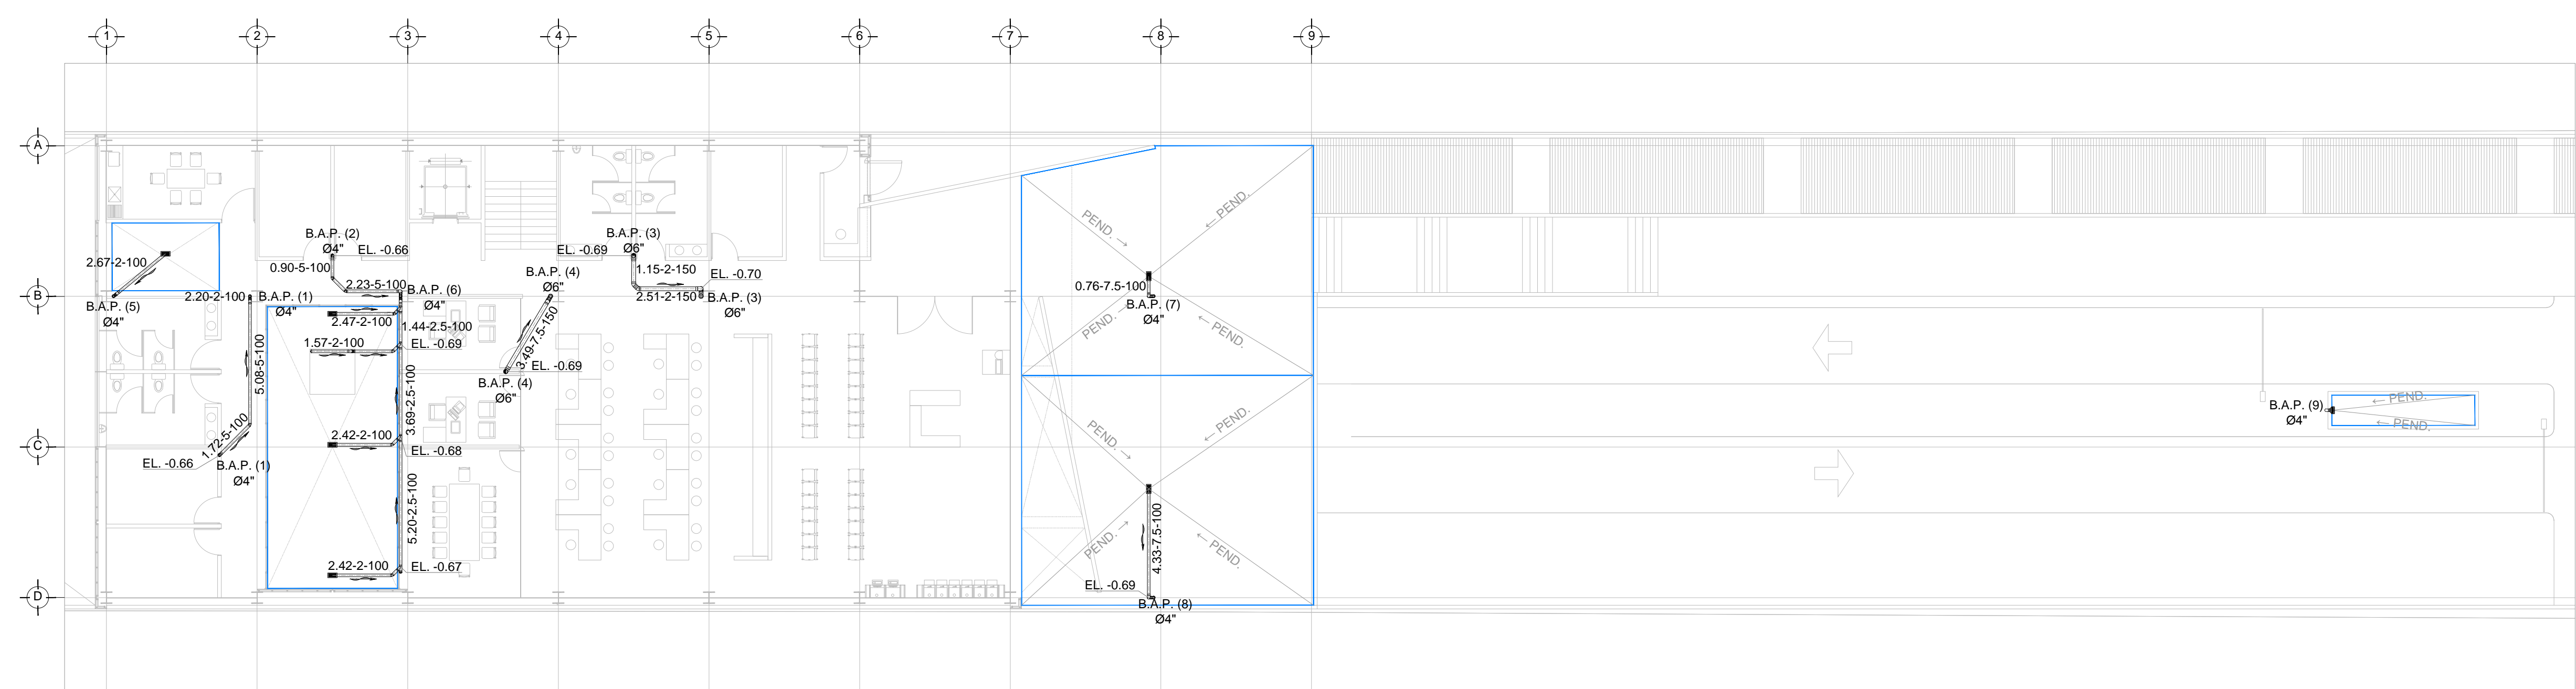 1
2
3
4
5
6
7
8
9
A
B
C
D
B.A.P. (2)
Ø4"
EL. -0.66
0.90-5-100
2.23-5-100
2.67-2-100
B.A.P. (5)
Ø4"
2.20-2-100
B.A.P. (1)
Ø4"
B.A.P. (6)
Ø4"
2.47-2-100
1.44-2.5-100
1.57-2-100
EL. -0.69
5.08-5-100
3.69-2.5-100
1.72-5-100
EL. -0.66
B.A.P. (1)
Ø4"
2.42-2-100
EL. -0.68
5.20-2.5-100
2.42-2-100
EL. -0.67
B.A.P. (4)
Ø6"
3.49-7.5-150
EL. -0.69
B.A.P. (4)
Ø6"
EL. -0.69
B.A.P. (3)
Ø6"
1.15-2-150
EL. -0.70
2.51-2-150
B.A.P. (3)
Ø6"
PEND.
PEND.
0.76-7.5-100
B.A.P. (7)
Ø4"
PEND.
PEND.
PEND.
PEND.
4.33-7.5-100
PEND.
PEND.
EL. -0.69
B.A.P. (8)
Ø4"
B.A.P. (9)
Ø4"
PEND.
PEND.